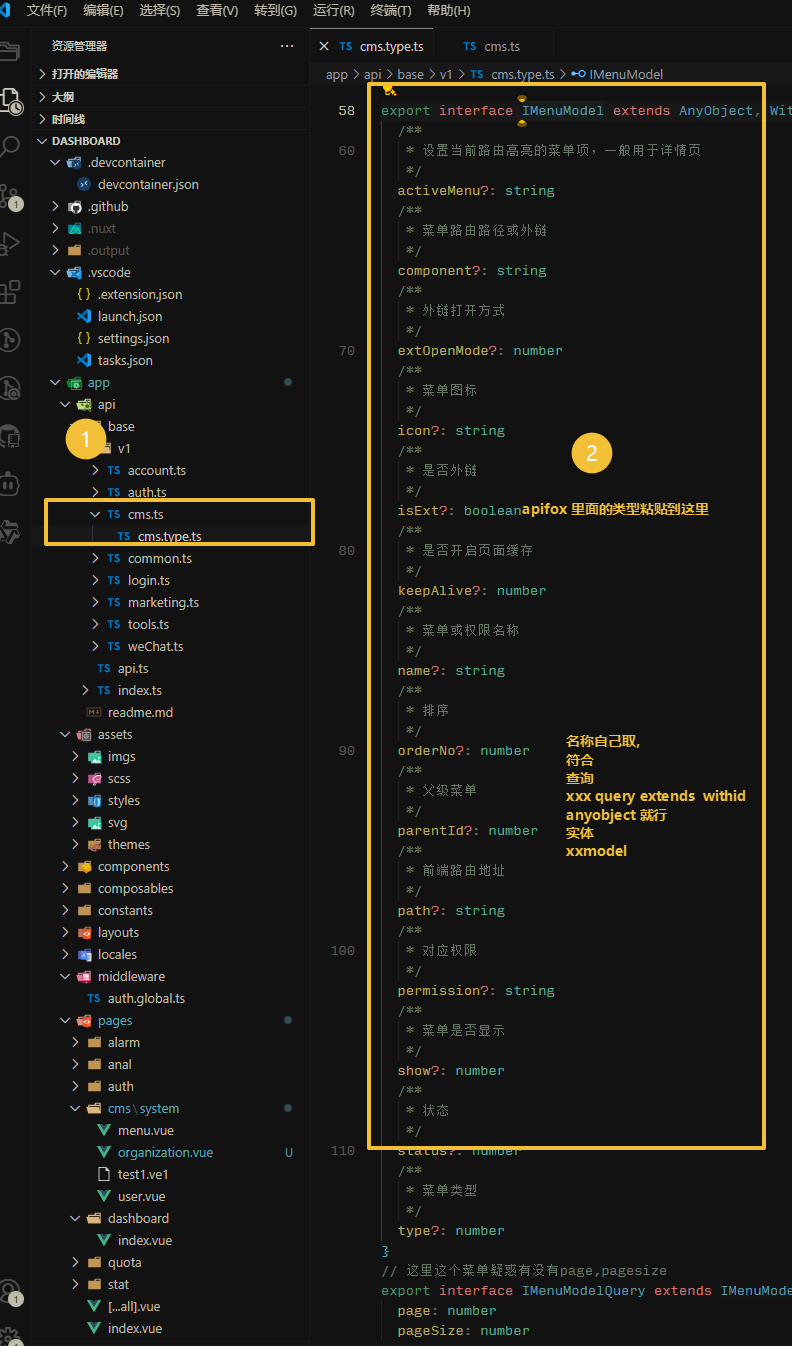 文件(F) 编辑(E) 选择(S) 查看(V) 转到(G) 运行(R) 终端(T) 帮助(H)
资源管理器
打开的编辑器
大纲
时间线
DASHBOARD
.devcontainer
devcontainer.json
.github
.nuxt
.output
.vscode
.extension.json
launch.json
settings.json
tasks.json
app
api
base
v1
account.ts
auth.ts
cms.ts
cms.type.ts
common.ts
login.ts
marketing.ts
tools.ts
weChat.ts
api.ts
index.ts
readme.md
assets
imgs
scss
styles
svg
themes
components
composables
constants
layouts
locales
middleware
auth.global.ts
pages
alarm
anal
auth
cms\system
menu.vue
organization.vue U
test1.ve1
user.vue
dashboard
index.vue
quota
stat
[...all].vue
index.vue
1
1
1
TS cms.type.ts TS cms.ts
app > api > base > v1 > TS cms.type.ts > IMenuModel
58 export interface IMenuModel extends AnyObject, Wit
/**
60 * 设置当前路由高亮的菜单项，一般用于详情页
*/
activeMenu?: string
/**
* 菜单路由路径或外链
*/
component?: string
/**
* 外链打开方式
*/
70 extOpenMode?: number
/**
* 菜单图标
*/
icon?: string
/**
2
* 是否外链
*/
isExt?: boolean apifox 里面的类型粘贴到这里
/**
80 * 是否开启页面缓存
*/
keepAlive?: number
/**
* 菜单或权限名称
*/
name?: string
/**
* 排序
*/
90 orderNo?: number
/**
* 父级菜单
*/
parentId?: number
名称自己取,
符合
查询
xxx query extends withid
anyobject 就行
实体
xxmodel
/**
* 前端路由地址
*/
path?: string
/**
100 * 对应权限
*/
permission?: string
/**
* 菜单是否显示
*/
show?: number
/**
* 状态
*/
110 status?: number
/**
* 菜单类型
*/
type?: number
}
// 这里这个菜单疑惑有没有page,pagesize
export interface IMenuModelQuery extends IMenuMode
page: number
pageSize: number